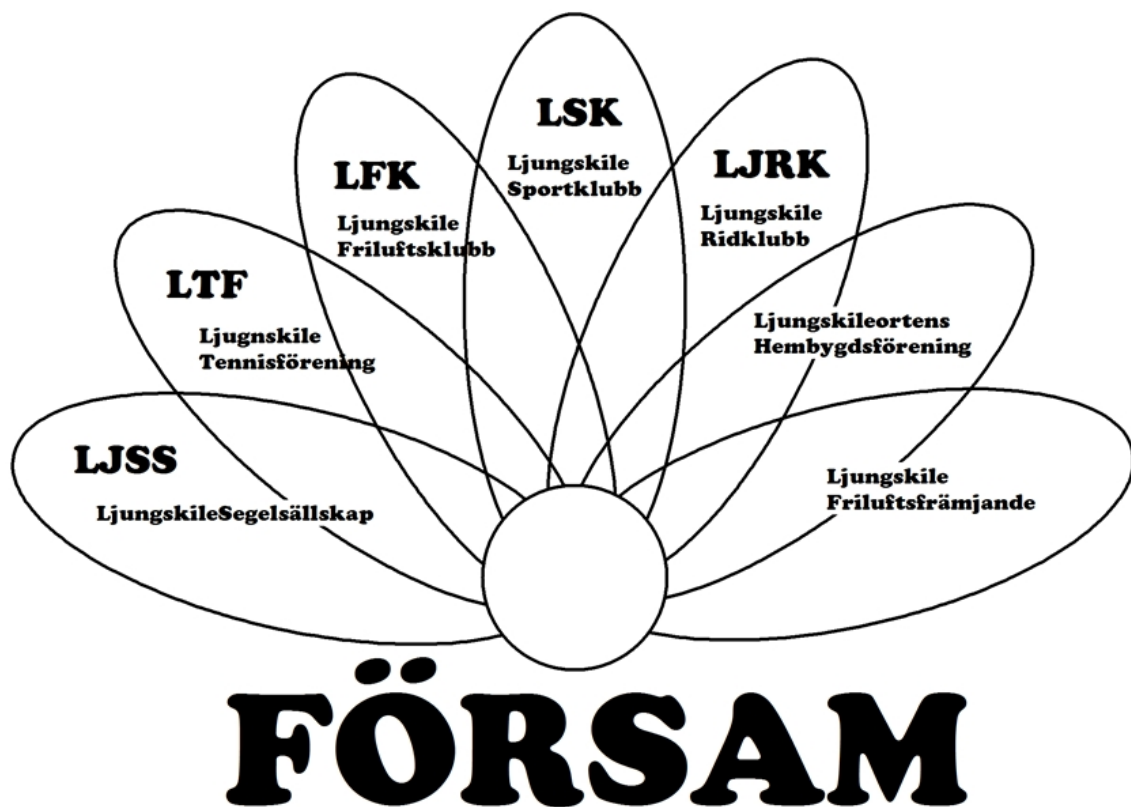 LSK
Ljungskile
Sportklubb
LFK
Ljungskile
Friluftsklubb
LJRK
Ljungskile
Ridklubb
LTF
Ljugnskile
Tennisförening
Ljungskileortens
Hembygdsförening
LJSS
LjungskileSegelsällskap
Ljungskile
Friluftsfrämjande
FÖRSAM